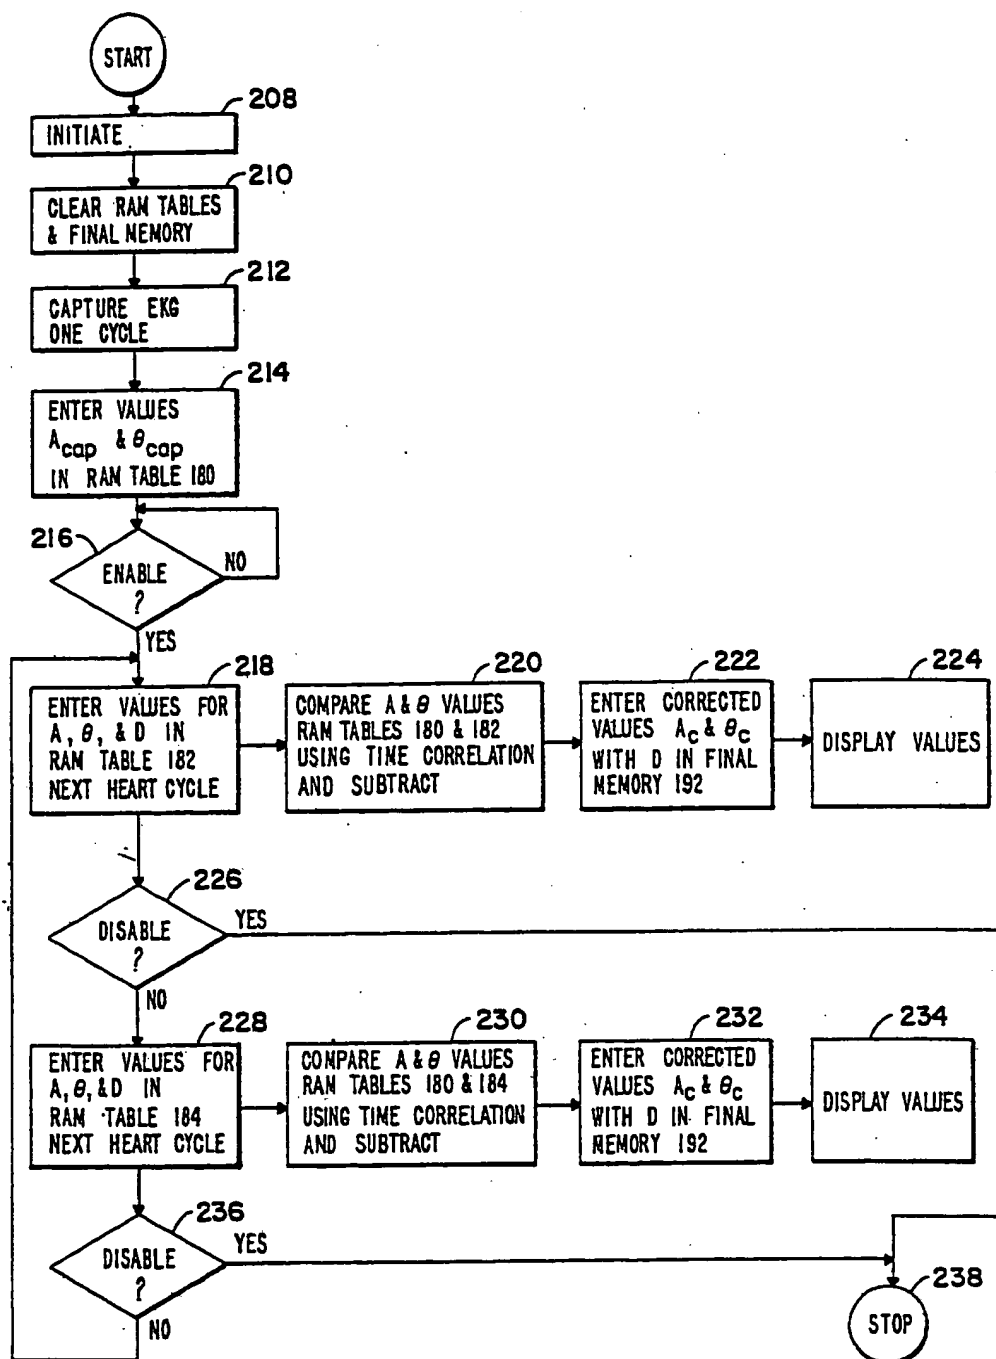 START
208
INITIATE
210
CLEAR RAM TABLES
& FINAL MEMORY
212
CAPTURE EKG
ONE CYCLE
214
ENTER VALUES
Acap & θcap
IN RAM TABLE 180
216
ENABLE
?
NO
YES
218
ENTER VALUES FOR
A, θ, & D IN
RAM TABLE 182
NEXT HEART CYCLE
220
COMPARE A & θ VALUES
RAM TABLES 180 & 182
USING TIME CORRELATION
AND SUBTRACT
222
ENTER CORRECTED
VALUES Ac & θc
WITH D IN FINAL
MEMORY 192
224
DISPLAY VALUES
226
DISABLE
?
YES
NO
228
ENTER VALUES FOR
A, θ, & D IN
RAM TABLE 184
NEXT HEART CYCLE
230
COMPARE A & θ VALUES
RAM TABLES 180 & 184
USING TIME CORRELATION
AND SUBTRACT
232
ENTER CORRECTED
VALUES Ac & θc
WITH D IN FINAL
MEMORY 192
234
DISPLAY VALUES
236
DISABLE
?
YES
NO
238
STOP